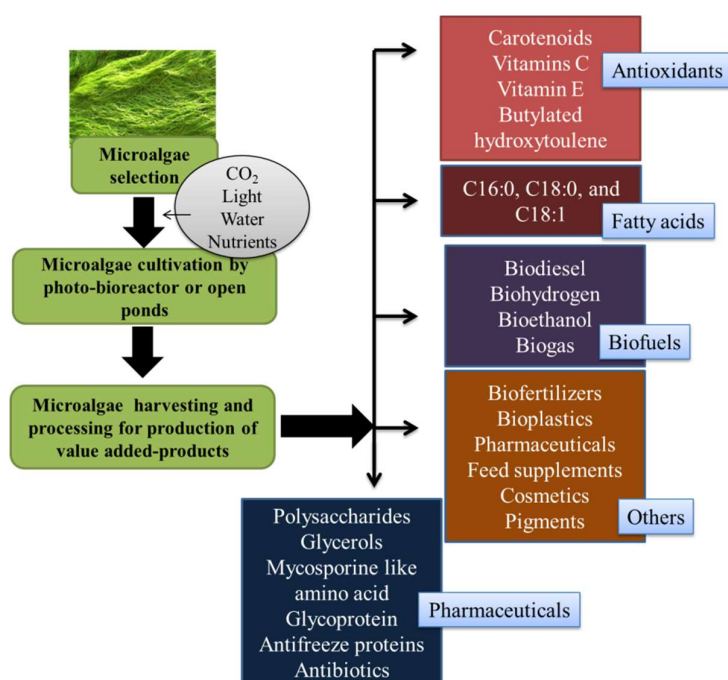 Microalgae
selection
CO₂
Light
Water
Nutrients
Microalgae cultivation by
photo-bioreactor or open
ponds
Microalgae harvesting and
processing for production of
value added-products
Carotenoids
Vitamins C
Vitamin E
Butylated
hydroxytoulene
Antioxidants
C16:0, C18:0, and
C18:1
Fatty acids
Biodiesel
Biohydrogen
Bioethanol
Biogas
Biofuels
Biofertilizers
Bioplastics
Pharmaceuticals
Feed supplements
Cosmetics
Pigments
Others
Polysaccharides
Glycerols
Mycosporine like
amino acid
Glycoprotein
Antifreeze proteins
Antibiotics
Pharmaceuticals